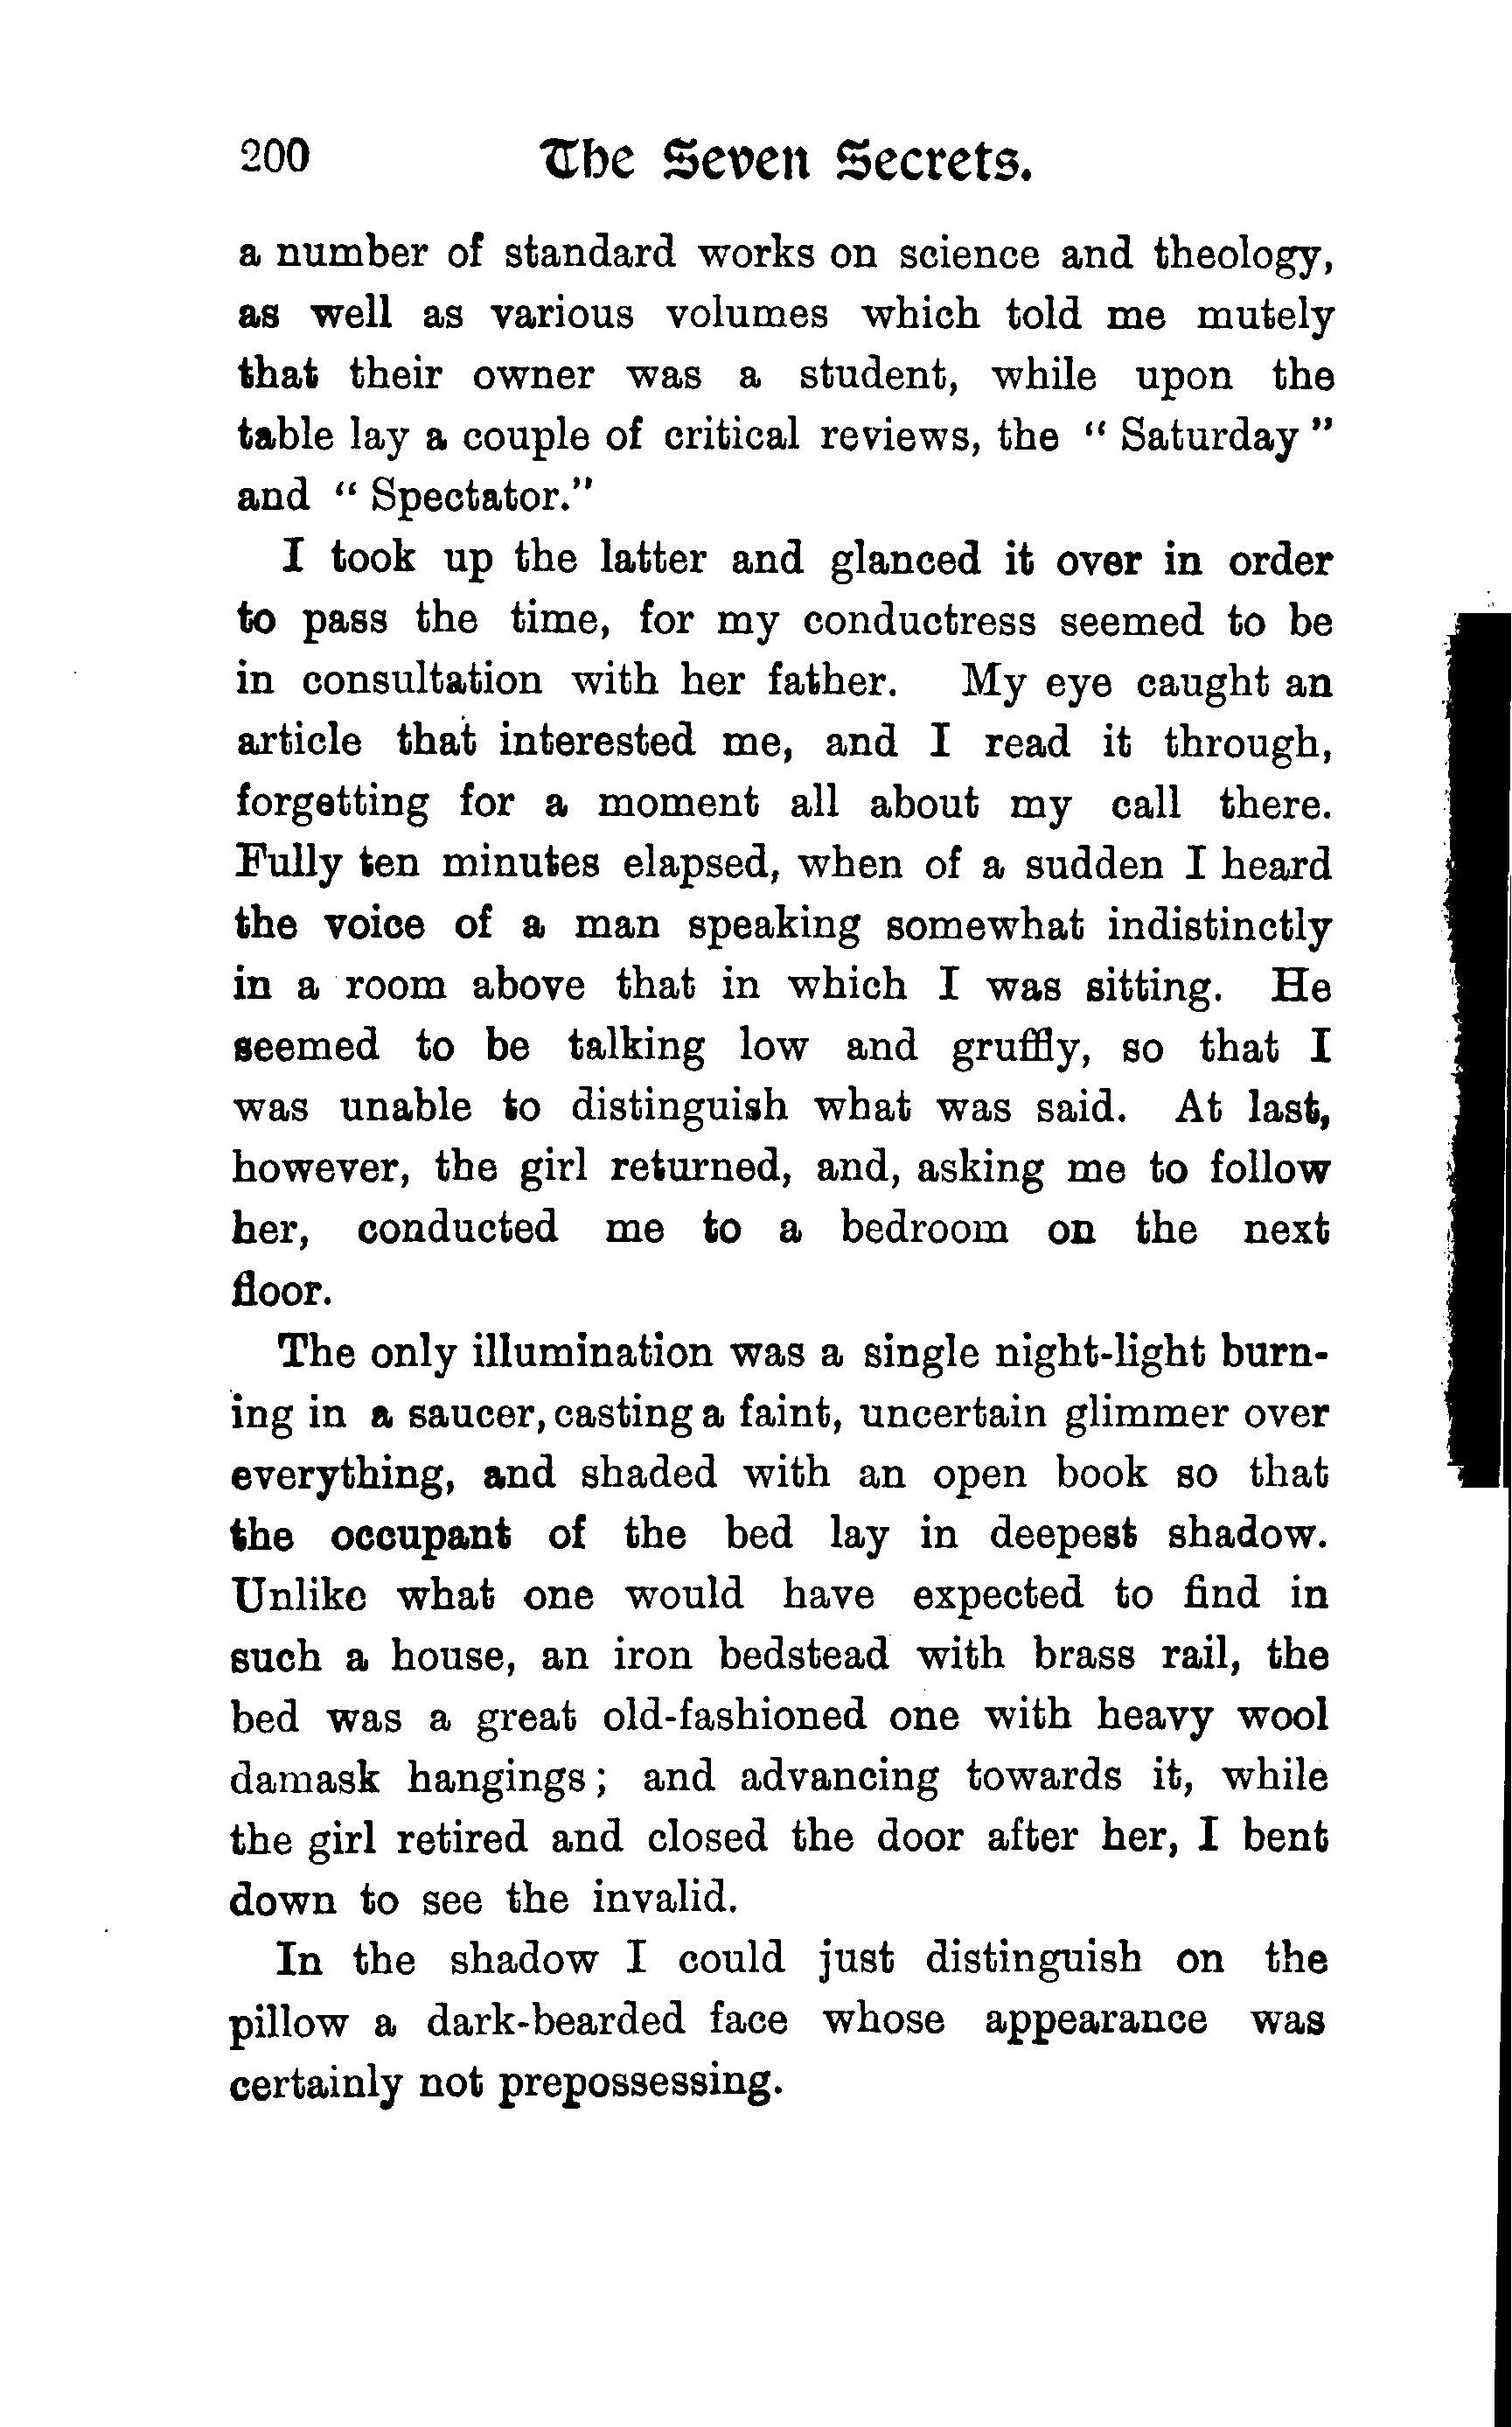 200 The Seven Secrets.
a number of standard works on science and theology,
as well as various volumes which told me mutely
that their owner was a student, while upon the
table lay a couple of critical reviews, the " Saturday "
and " Spectator."
I took up the latter and glanced it over in order
to pass the time, for my conductress seemed to be
in consultation with her father. My eye caught an
article that interested me, and I read it through,
forgetting for a moment all about my call there.
Fully ten minutes elapsed, when of a sudden I heard
the voice of a man speaking somewhat indistinctly
in a room above that in which I was sitting. He
seemed to be talking low and gruffly, so that I
was unable to distinguish what was said. At last,
however, the girl returned, and, asking me to follow
her, conducted me to a bedroom on the next
floor.
The only illumination was a single night-light burn-
ing in a saucer, casting a faint, uncertain glimmer over
everything, and shaded with an open book so that
the occupant of the bed lay in deepest shadow.
Unlike what one would have expected to find in
such a house, an iron bedstead with brass rail, the
bed was a great old-fashioned one with heavy wool
damask hangings ; and advancing towards it, while
the girl retired and closed the door after her, I bent
down to see the invalid.
In the shadow I could just distinguish on the
pillow a dark-bearded face whose appearance was
certainly not prepossessing.